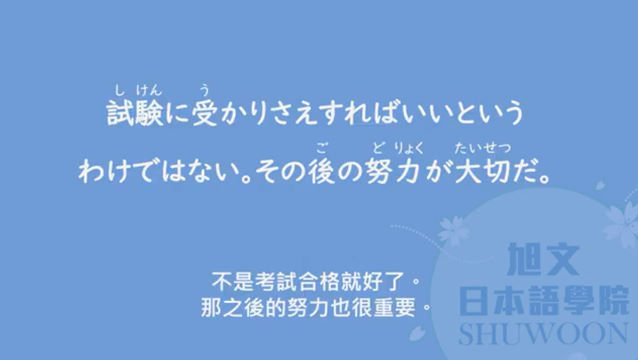 し けん う
試験に受かりさえすればいいという
ご ど りょく たいせつ
わけではない。その後の努力が大切だ。
不是考試合格就好了。
那之後的努力也很重要。
旭文
日本語學院
SHUWOON